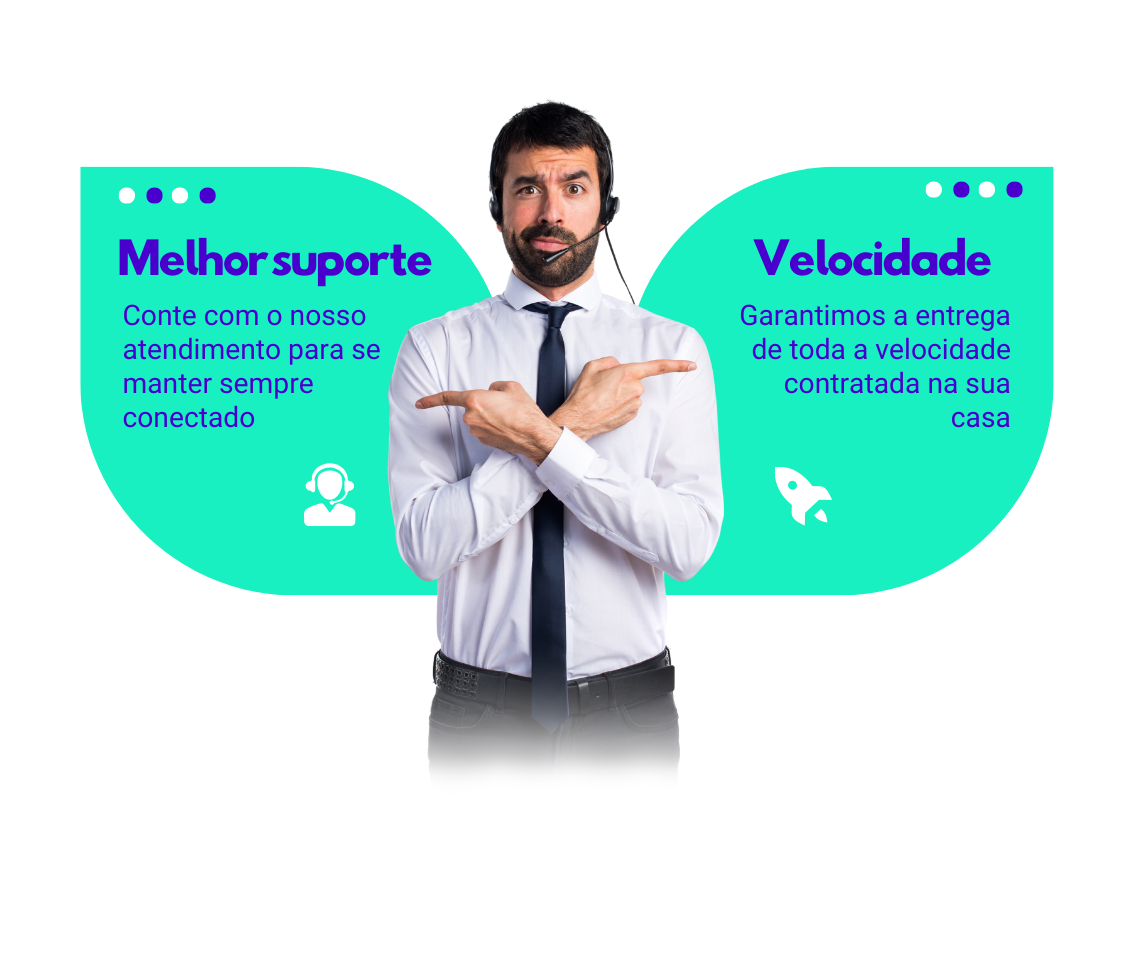 Melhor suporte
Conte com o nosso
atendimento para se
manter sempre
conectado
Velocidade
Garantimos a entrega
de toda a velocidade
contratada na sua
casa